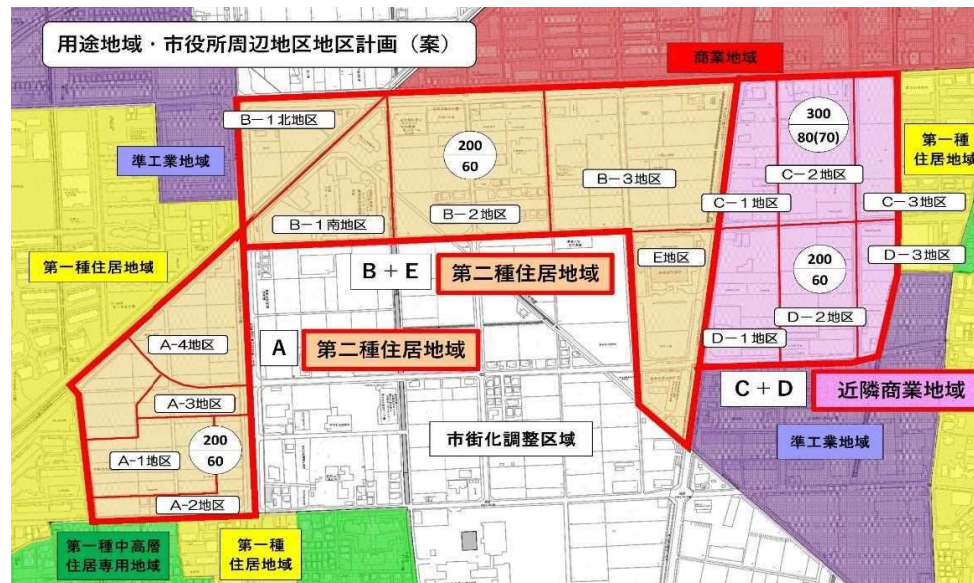 用途地域・市役所周辺地区地区計画（案）
商業地域
B-1北地区
300
80(70)
第一種
住居地域
準工業地域
200
60
B-3地区
C-2地区
C-1地区
C-3地区
B-1南地区
B-2地区
第一種住居地域
B + E
第二種住居地域
E地区
200
60
D-3地区
D-2地区
D-1地区
A-4地区
A
第二種住居地域
C + D
近隣商業地域
A-3地区
200
60
市街化調整区域
準工業地域
A-1地区
A-2地区
第一種中高層
住居専用地域
第一種
住居地域